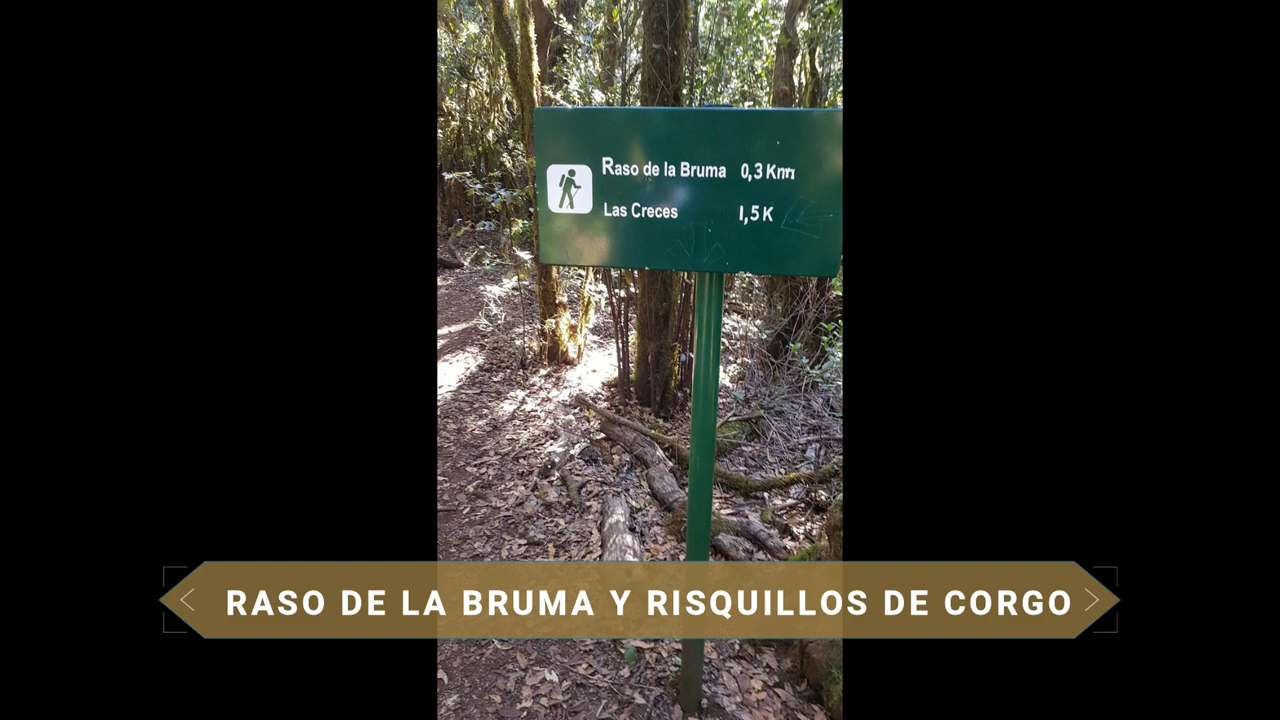 Raso de la Bruma 0,3 Km
Las Creces 1,5 K
RASO DE LA BRUMA Y RISQUILLOS DE CORGO